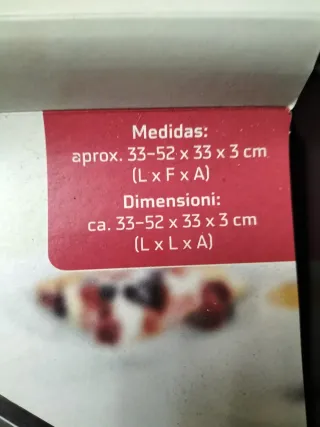 Medidas:
aprox. 33–52 x 33 x 3 cm
(L x F x A)
Dimensioni:
ca. 33–52 x 33 x 3 cm
(L x L x A)